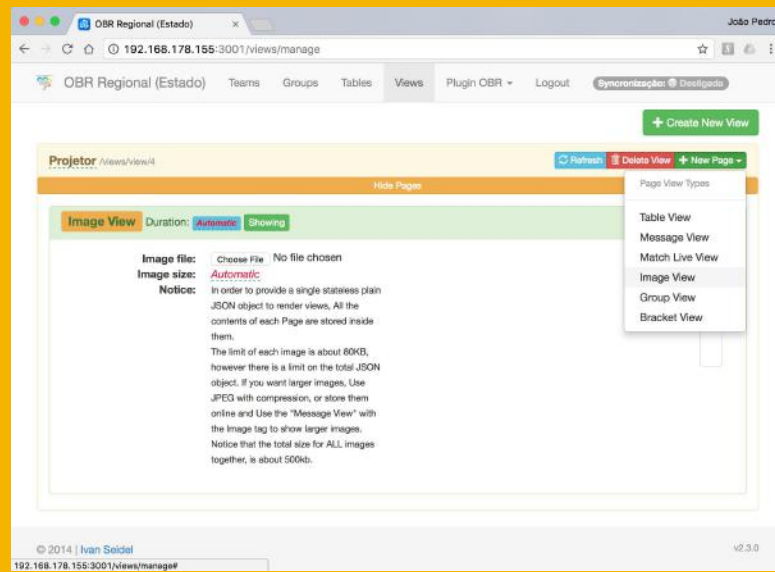 OBR Regional (Estado)
João Pedro
192.168.178.155:3001/views/manage
OBR Regional (Estado) Teams Groups Tables Views Plugin OBR Logout Syncronização: Desligado
+ Create New View
Projetor /views/view/4 Refresh Delete View + New Page
Hide Pages
Page View Types
Table View
Message View
Match Live View
Image View
Group View
Bracket View
Image View Duration: Automatic Showing
Image file: Choose File No file chosen
Image size: Automatic
Notice: In order to provide a single stateless plain
JSON object to render views, All the
contents of each Page are stored inside
them.
The limit of each image is about 60KB,
however there is a limit on the total JSON
object. If you want larger images, Use
JPEG with compression, or store them
online and Use the "Message View" with
the Image tag to show larger images.
Notice that the total size for ALL images
together, is about 500kb.
© 2014 | Ivan Seidel v2.3.0
192.168.178.155:3001/views/manage#